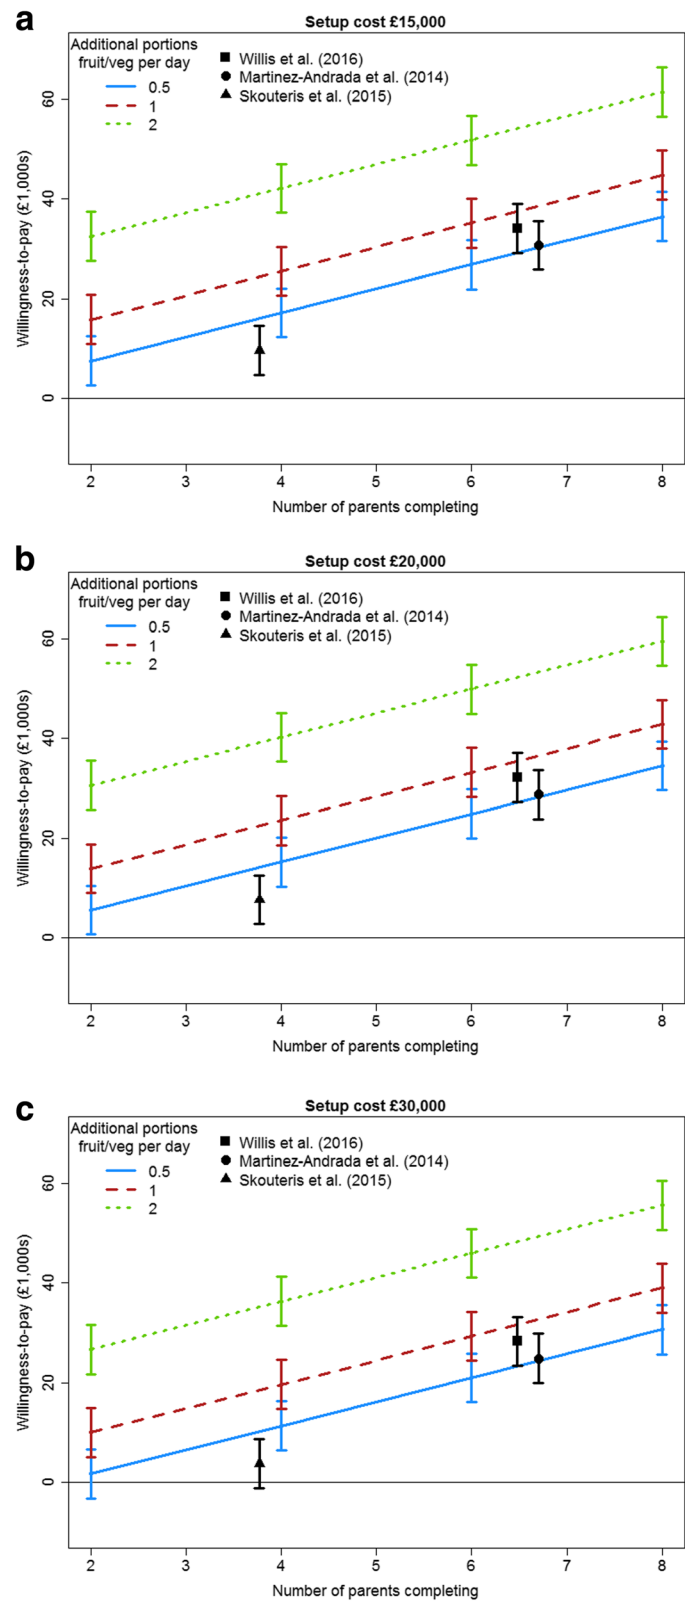 a
Setup cost £15,000
Additional portions
fruit/veg per day
0.5
1
2
Willis et al. (2016)
Martinez-Andrada et al. (2014)
Skouteris et al. (2015)
Willingness-to-pay (£1,000s)
60
40
20
0
2 3 4 5 6 7 8
Number of parents completing
b
Setup cost £20,000
Additional portions
fruit/veg per day
0.5
1
2
Willis et al. (2016)
Martinez-Andrada et al. (2014)
Skouteris et al. (2015)
Willingness-to-pay (£1,000s)
60
40
20
0
2 3 4 5 6 7 8
Number of parents completing
c
Setup cost £30,000
Additional portions
fruit/veg per day
0.5
1
2
Willis et al. (2016)
Martinez-Andrada et al. (2014)
Skouteris et al. (2015)
Willingness-to-pay (£1,000s)
60
40
20
0
2 3 4 5 6 7 8
Number of parents completing